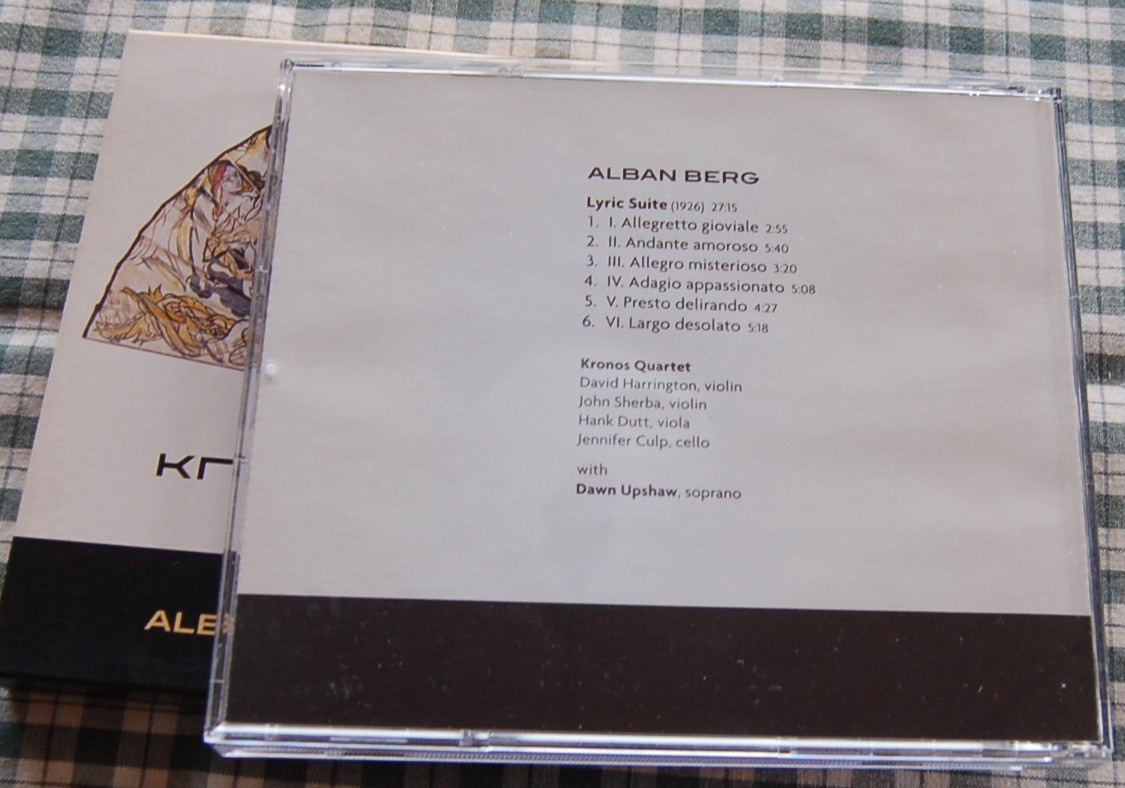 ALBAN BERG
Lyric Suite (1926) 27:15
1. I. Allegretto gioviale 2:55
2. II. Andante amoroso 5:40
3. III. Allegro misterioso 3:20
4. IV. Adagio appassionato 5:08
5. V. Presto delirando 4:27
6. VI. Largo desolato 5:18
Kronos Quartet
David Harrington, violin
John Sherba, violin
Hank Dutt, viola
Jennifer Culp, cello
with
Dawn Upshaw, soprano